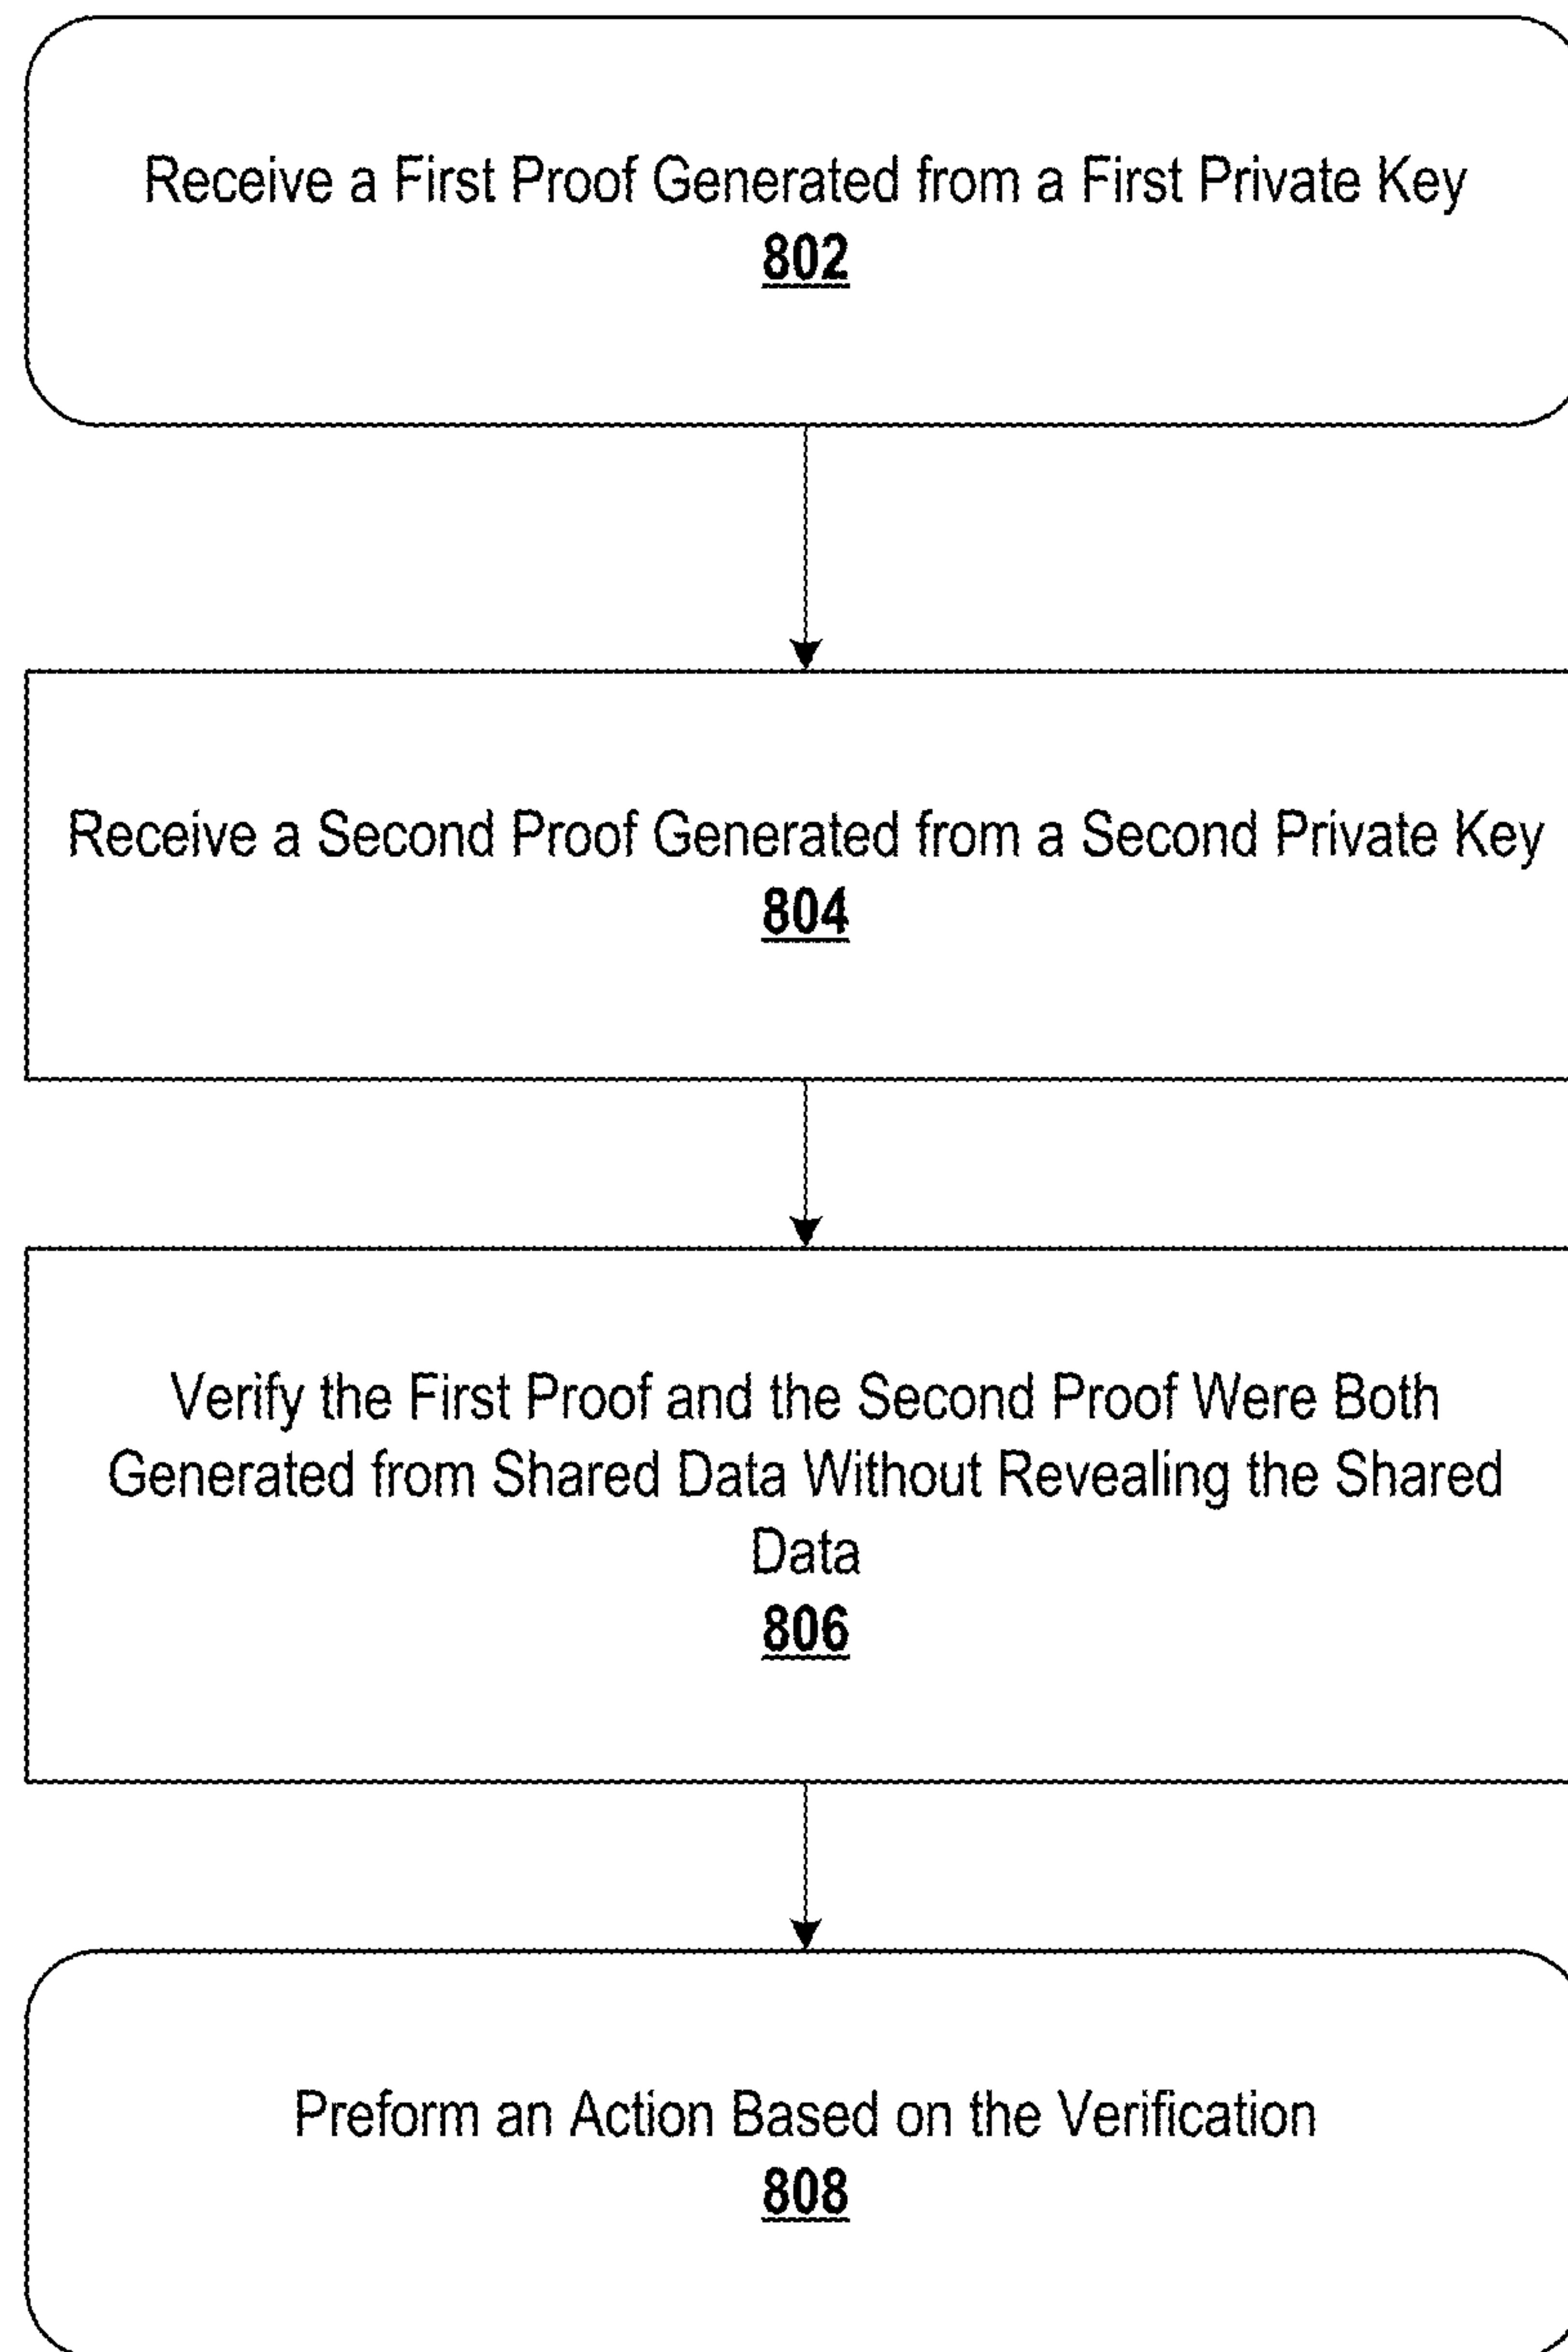 Receive a First Proof Generated from a First Private Key
802
Receive a Second Proof Generated from a Second Private Key
804
Verify the First Proof and the Second Proof Were Both
Generated from Shared Data Without Revealing the Shared
Data
806
Preform an Action Based on the Verification
808